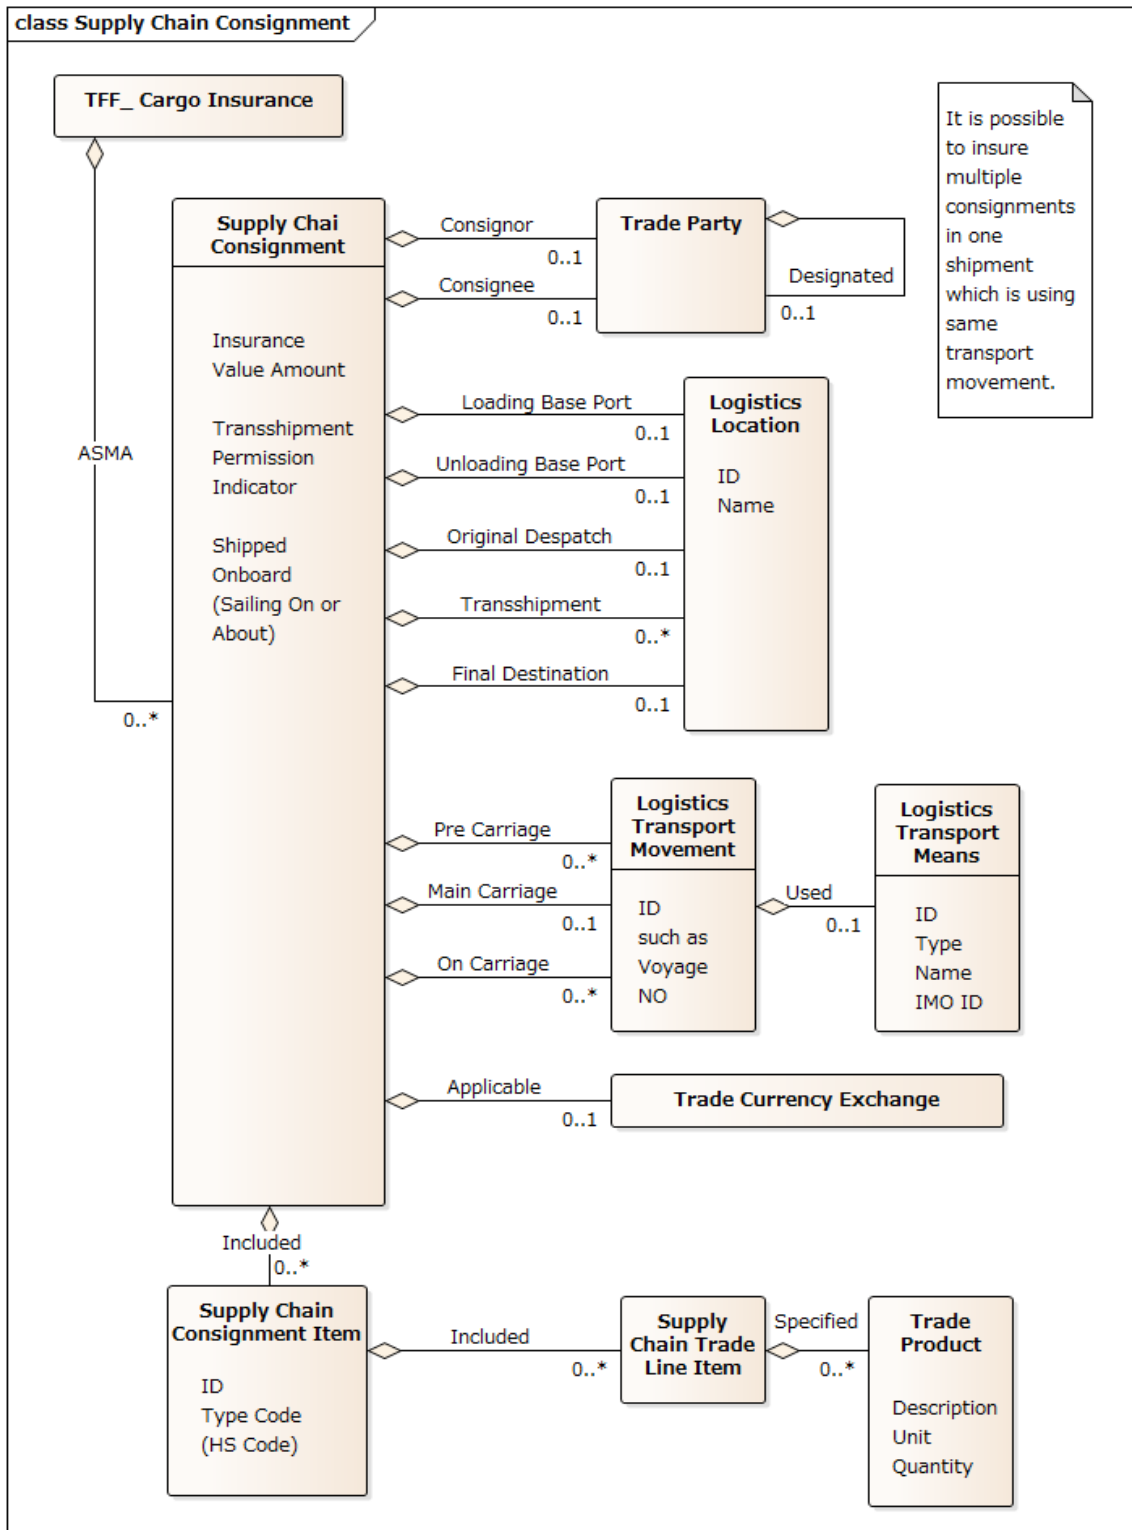 class Supply Chain Consignment
TFF_ Cargo Insurance
It is possible
to insure
multiple
consignments
in one
shipment
which is using
same
transport
movement.
ASMA
0..*
Supply Chai
Consignment
Insurance
Value Amount
Transshipment
Permission
Indicator
Shipped
Onboard
(Sailing On or
About)
Consignor
0..1
Consignee
0..1
Trade Party
Designated
0..1
Loading Base Port
0..1
Unloading Base Port
0..1
Original Despatch
0..1
Transshipment
0..*
Final Destination
0..1
Logistics
Location
ID
Name
Pre Carriage
0..*
Main Carriage
0..1
On Carriage
0..*
Logistics
Transport
Movement
ID
such as
Voyage
NO
Used
0..1
Logistics
Transport
Means
ID
Type
Name
IMO ID
Applicable
0..1
Trade Currency Exchange
Included
0..*
Supply Chain
Consignment Item
ID
Type Code
(HS Code)
Included
0..*
Supply
Chain Trade
Line Item
Specified
0..*
Trade
Product
Description
Unit
Quantity